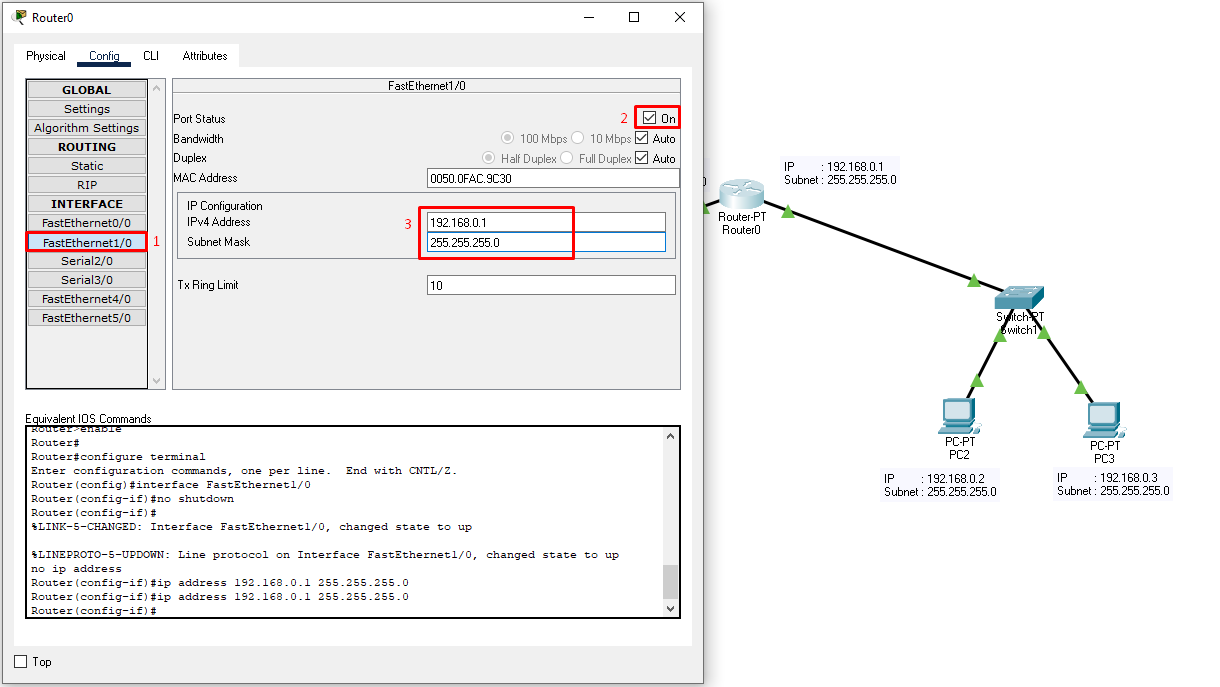 Router0
Physical Config CLI Attributes
GLOBAL
Settings
Algorithm Settings
ROUTING
Static
RIP
INTERFACE
FastEthernet0/0
FastEthernet1/0 1
Serial2/0
Serial3/0
FastEthernet4/0
FastEthernet5/0
FastEthernet1/0
Port Status 2 On
Bandwidth 100 Mbps 10 Mbps Auto
Duplex Half Duplex Full Duplex Auto
MAC Address 0050.0FAC.9C30
IP Configuration
IPv4 Address 192.168.0.1
3
Subnet Mask 255.255.255.0
Tx Ring Limit 10
Equivalent IOS Commands
Router>enable
Router#
Router#configure terminal
Enter configuration commands, one per line. End with CNTL/Z.
Router(config)#interface FastEthernet1/0
Router(config-if)#no shutdown
Router(config-if)#
%LINK-5-CHANGED: Interface FastEthernet1/0, changed state to up
%LINEPROTO-5-UPDOWN: Line protocol on Interface FastEthernet1/0, changed state to up
no ip address
Router(config-if)#ip address 192.168.0.1 255.255.255.0
Router(config-if)#ip address 192.168.0.1 255.255.255.0
Router(config-if)#
Top
IP : 192.168.0.1
Subnet : 255.255.255.0
Router-PT
Router0
Switch-PT
Switch1
PC-PT
PC2
IP : 192.168.0.2
Subnet : 255.255.255.0
PC-PT
PC3
IP : 192.168.0.3
Subnet : 255.255.255.0